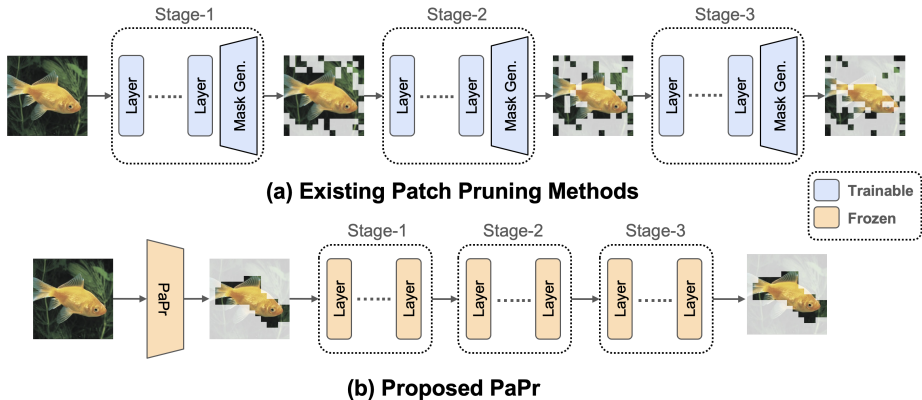 Stage-1
Stage-2
Stage-3
Layer
Layer
Mask Gen.
Layer
Layer
Mask Gen.
Layer
Layer
Mask Gen.
(a) Existing Patch Pruning Methods
Trainable
Frozen
Stage-1
Stage-2
Stage-3
PaPr
Layer
Layer
Layer
Layer
Layer
Layer
(b) Proposed PaPr